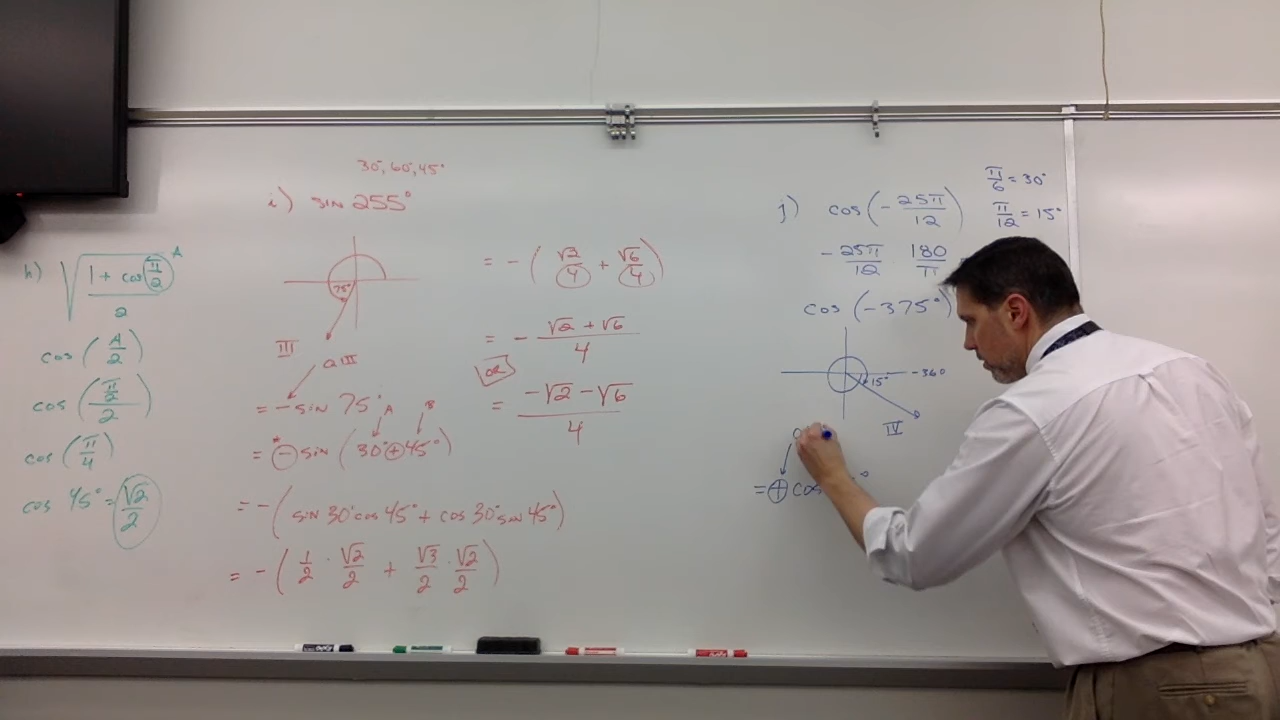 h) √((1 + cos(π/2))/2) A
cos (A/2)
cos ((π/2)/2)
cos (π/4)
cos 45° = √2/2
30°, 60°, 45°
i) sin 255°
75°
III
QIII
= - sin 75°
A B
= - sin (30° + 45°)
= - (sin 30° cos 45° + cos 30° sin 45°)
= - (1/2 · √2/2 + √3/2 · √2/2)
= - (√2/4 + √6/4)
= - (√2 + √6)/4
OR
= (-√2 - √6)/4
π/6 = 30°
j) cos (-25π/12)
π/12 = 15°
-25π/12 180/π
cos (-375°)
15° -360
IV
= + cos